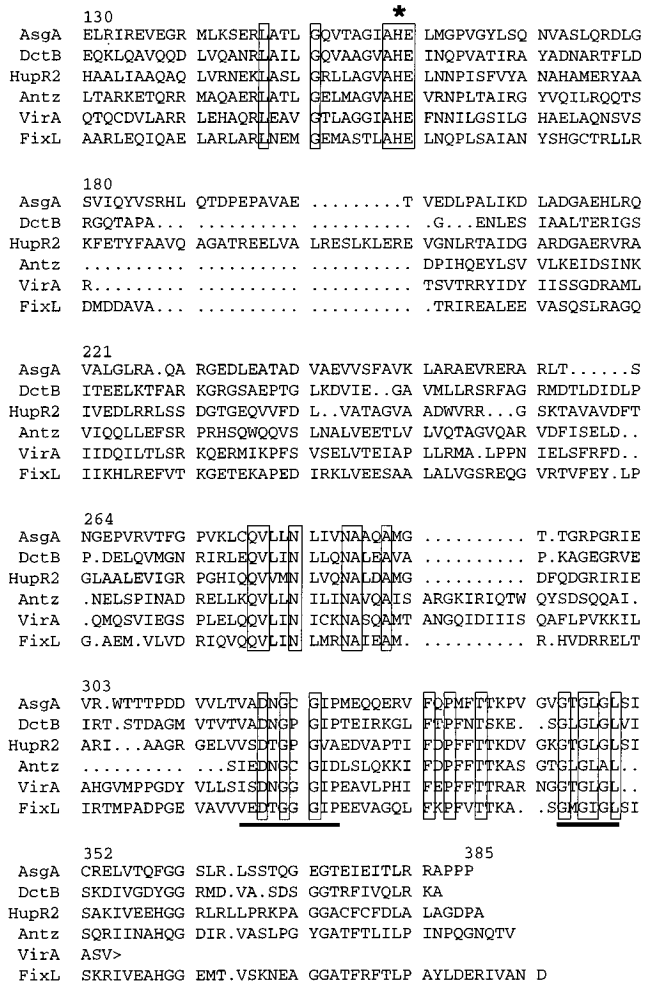 130 *
AsgA ELRIREVEGR MLKSERLATL GQVTAGIAHE LMGPVGYLSQ NVASLQRDLG
DctB EQKLQAVQQD LVQANRLAIL GQVAAGVAHE INQPVATIRA YADNARTFLD
HupR2 HAALIAAQAQ LVRNEKLASL GRLLAGVAHE LNNPISFVYA NAHAMERYAA
Antz LTARKETQRR MAQAERLATL GELMAGVAHE VRNPLTAIRG YVQILRQQTS
VirA QTQCDVLARR LEHAQRLEAV GTLAGGIAHE FNNILGSILG HAELAQNSVS
FixL AARLEQIQAE LARLARLNEM GEMASTLAHE LNQPLSAIAN YSHGCTRLLR
180
AsgA SVIQYVSRHL QTDPEPAVAE .........T VEDLPALIKD LADGAEHLRQ
DctB RGQTAPA... .......... .......... .G...ENLES IAALTERIGS
HupR2 KFETYFAAVQ AGATREELVA LRESLKLERE VGNLRTAIDG ARDGAERVRA
Antz .......... .......... .......... DPIHQEYLSV VLKEIDSINK
VirA R......... .......... .......... TSVTRRYIDY IISSGDRAML
FixL DMDDAVA... .......... .......... TRIREALEE VASQSLRAGQ
221
AsgA VALGLRA.QA RGEDLEATAD VAEVVSFAVK LARAEVRERA RLT.....S
DctB ITEELKTFAR KGRGSAEPTG LKDVIE..GA VMLLRSRFAG RMDTLDIDLP
HupR2 IVEDLRRLSS DGTGEQVVFD L..VATAGVA ADWVRR...G SKTAVAVDFT
Antz VIQQLLEFSR PRHSQWQQVS LNALVEETLV LVQTAGVQAR VDFISELD..
VirA IIDQILTLSR KQERMIKPFS VSELVTEIAP LLRMA.LPPN IELSFRFD..
FixL IIKHLREFVT KGETEKAPED IRKLVEESAA LALVGSREQG VRTVFEY.LP
264
AsgA NGEPVRVTFG PVKLCQVLLN LIVNAAQAMG .........T .TGRPGRIE
DctB P.DELQVMGN RIRLEQVLIN LLQNALEAVA .........P .KAGEGRVE
HupR2 GLAALEVIGR PGHIQQVVMN LVQNALDAMG .......... DFQDGRIRIE
Antz .NELSPINAD RELLKQVLLN ILINAVQAIS ARGKIRIQTW QYSDSQQAI.
VirA .QMQSVIEGS PLELQQVLIN ICKNASQAMT ANGQIDIIIS QAFLPVKKIL
FixL G.AEM.VLVD RIQVQQVLIN LMRNAIEAM. .........R .HVDRRELT
303
AsgA VR.WTTTPDD VVLTVADNGC GIPMEQQERV FQPMFTTKPV GVGTGLGLSI
DctB IRT.STDAGM VTVTVADNGP GIPTEIRKGL FTPFNTSKE. .SGLGLGLVI
HupR2 ARI...AAGR GELVVSDTGP GVAEDVAPTI FDPFFTTKDV GKGTGLGLSI
Antz .......... .....SIEDNGC GIDLSLQKKI FDPFFTTKAS GTGLGLAL..
VirA AHGVMPPGDY VLLSISDNGG GIPEAVLPHI FEPFFTTRAR NGGTGLGL
FixL IRTMPADPGE VAVVVEDTGG GIPEEVAGQL FKPFVTTKA. .SGMGIGLSI
352 385
AsgA CRELVTQFGG SLR.LSSTQG EGTEIEITLR RAPPP
DctB SKDIVGDYGG RMD.VA.SDS GGTRFIVQLR KA
HupR2 SAKIVEEHGG RLRLLPRKPA GGACFCFDLA LAGDPA
Antz SQRIINAHQG DIR.VASLPG YGATFTLILP INPQGNQTV
VirA ASV>
FixL SKRIVEAHGG EMT.VSKNEA GGATFRFTLP AYLDERIVAN D